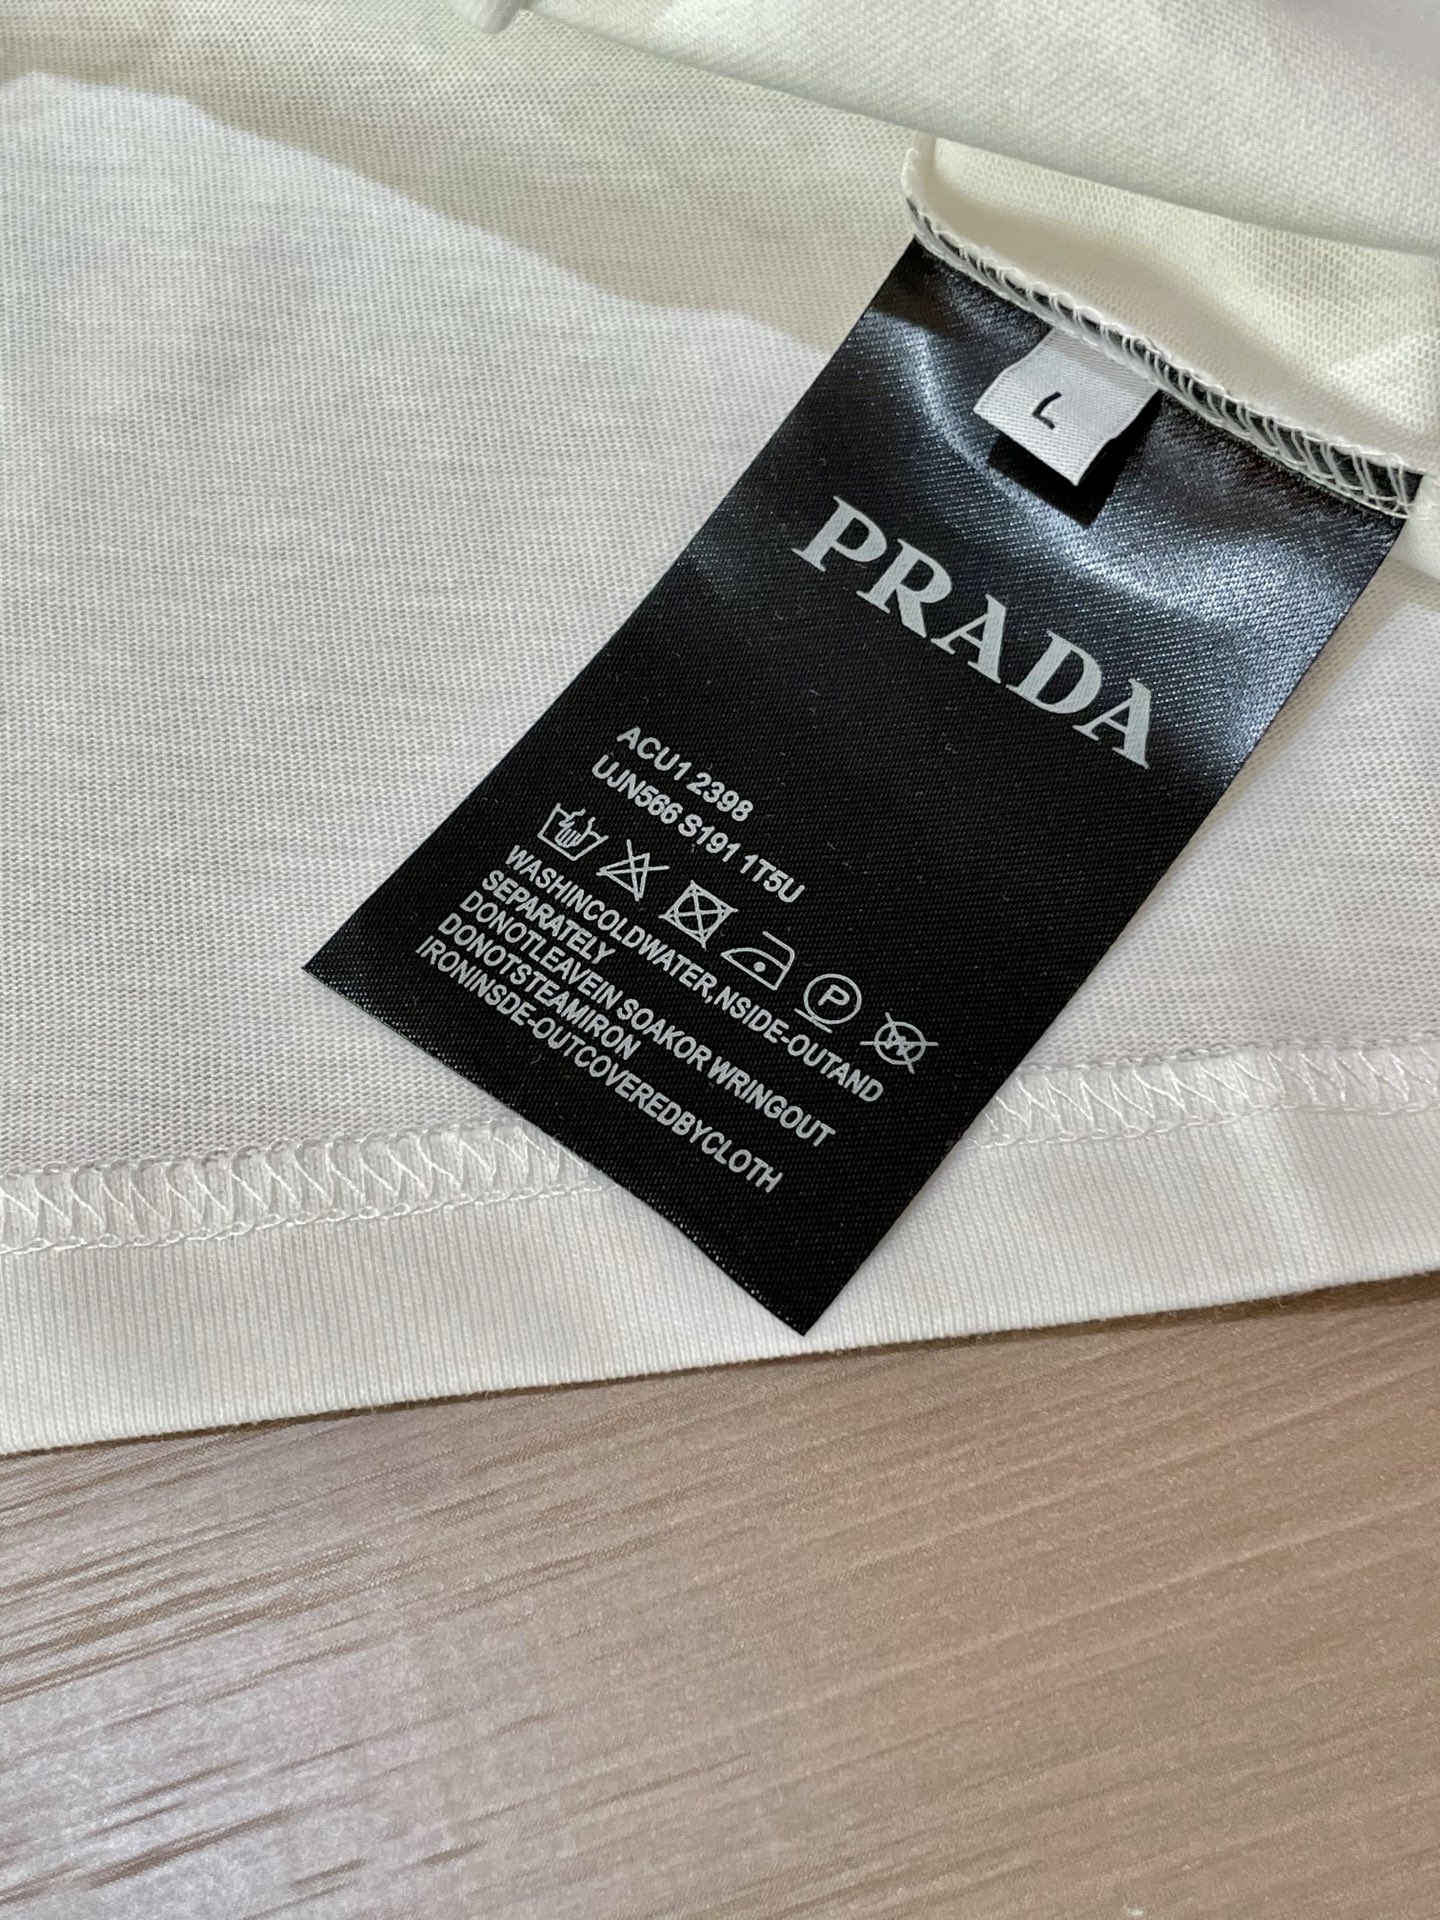 L
PRADA
ACU1 2398
UJN566 S191 1T5U
P
W
WASHINCOLDWATER,NSIDE-OUTAND
SEPARATELY
DONOTLEAVEIN SOAKOR WRINGOUT
DONOTSTEAMIRON
IRONINSDE-OUTCOVEREDBYCLOTH